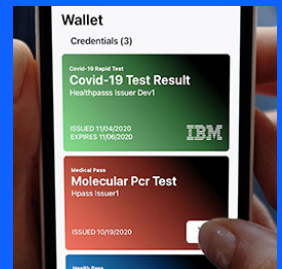 Wallet
Credentials (3)
Covid-19 Rapid Test
Covid-19 Test Result
Healthpasss Issuer Dev1
ISSUED 11/04/2020
EXPIRES 11/06/2020
IBM
Medical Pass
Molecular Pcr Test
Hpass Issuer1
ISSUED 10/19/2020
Health Pass